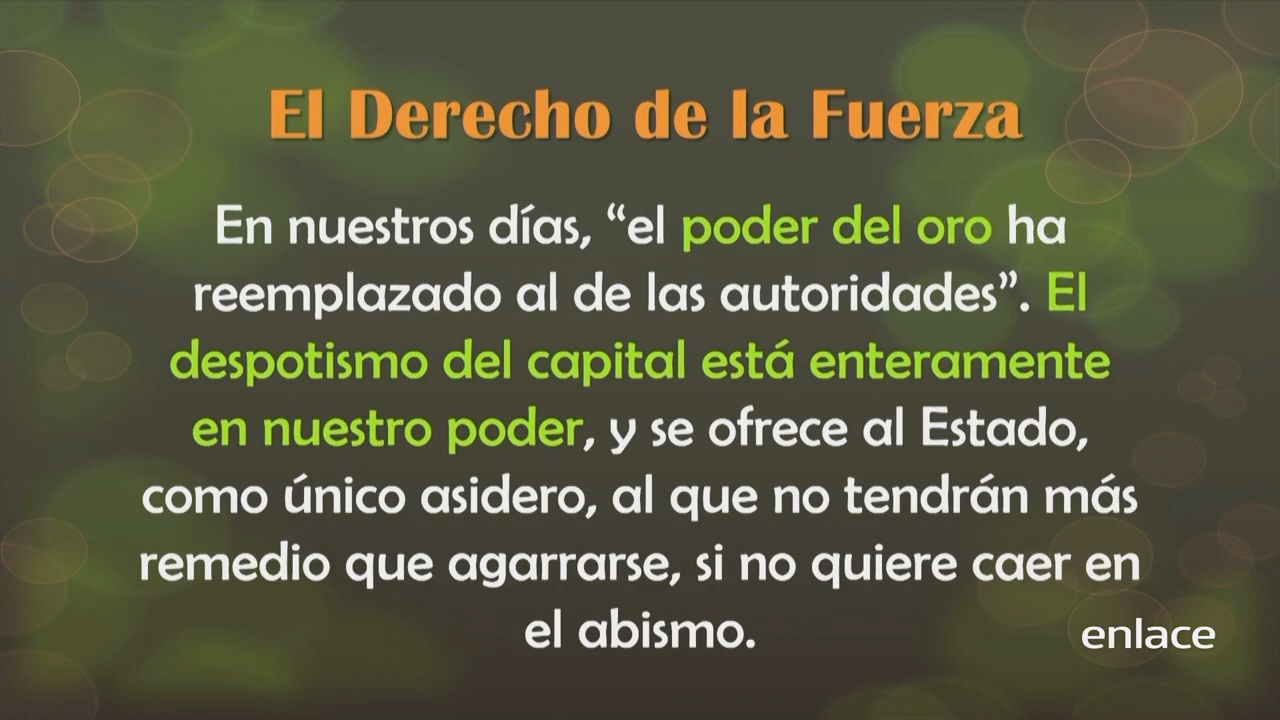 El Derecho de la Fuerza
En nuestros días, “el poder del oro ha
reemplazado al de las autoridades”. El
despotismo del capital está enteramente
en nuestro poder, y se ofrece al Estado,
como único asidero, al que no tendrán más
remedio que agarrarse, si no quiere caer en
el abismo.
enlace